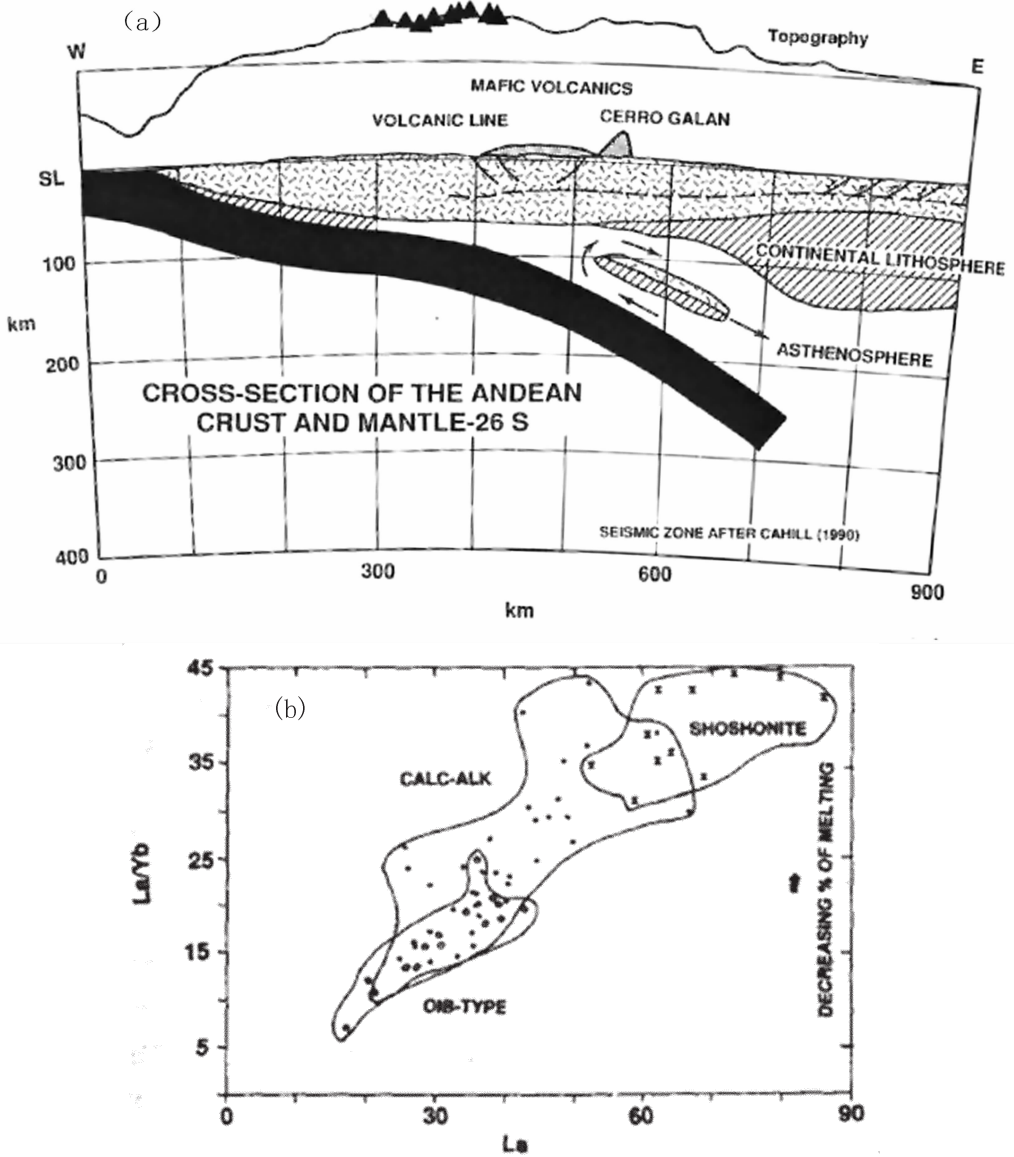 (a)
W
Topography
E
MAFIC VOLCANICS
VOLCANIC LINE
CERRO GALAN
SL
CONTINENTAL LITHOSPHERE
100
km
ASTHENOSPHERE
200
CROSS-SECTION OF THE ANDEAN
CRUST AND MANTLE-26 S
300
SEISMIC ZONE AFTER CAHILL (1990)
400
0
300
600
900
km
45
(b)
SHOSHONITE
35
CALC-ALK
La/Yb
25
15
OIB-TYPE
5
DECREASING % OF MELTING
0
30
60
90
La